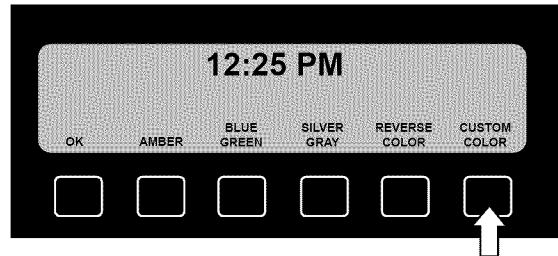 12:25 PM
BLUE SILVER REVERSE CUSTOM
OK AMBER GREEN GRAY COLOR COLOR